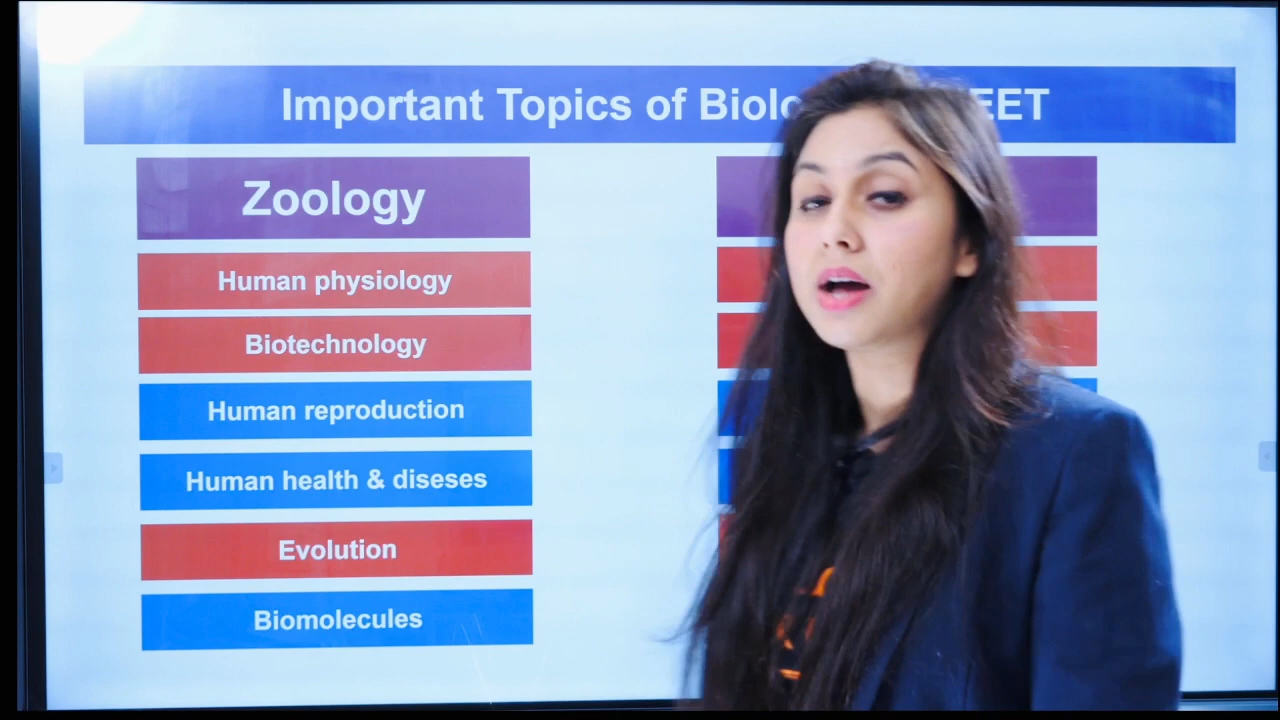 Important Topics of Biolo EET
Zoology
Human physiology
Biotechnology
Human reproduction
Human health & diseses
Evolution
Biomolecules